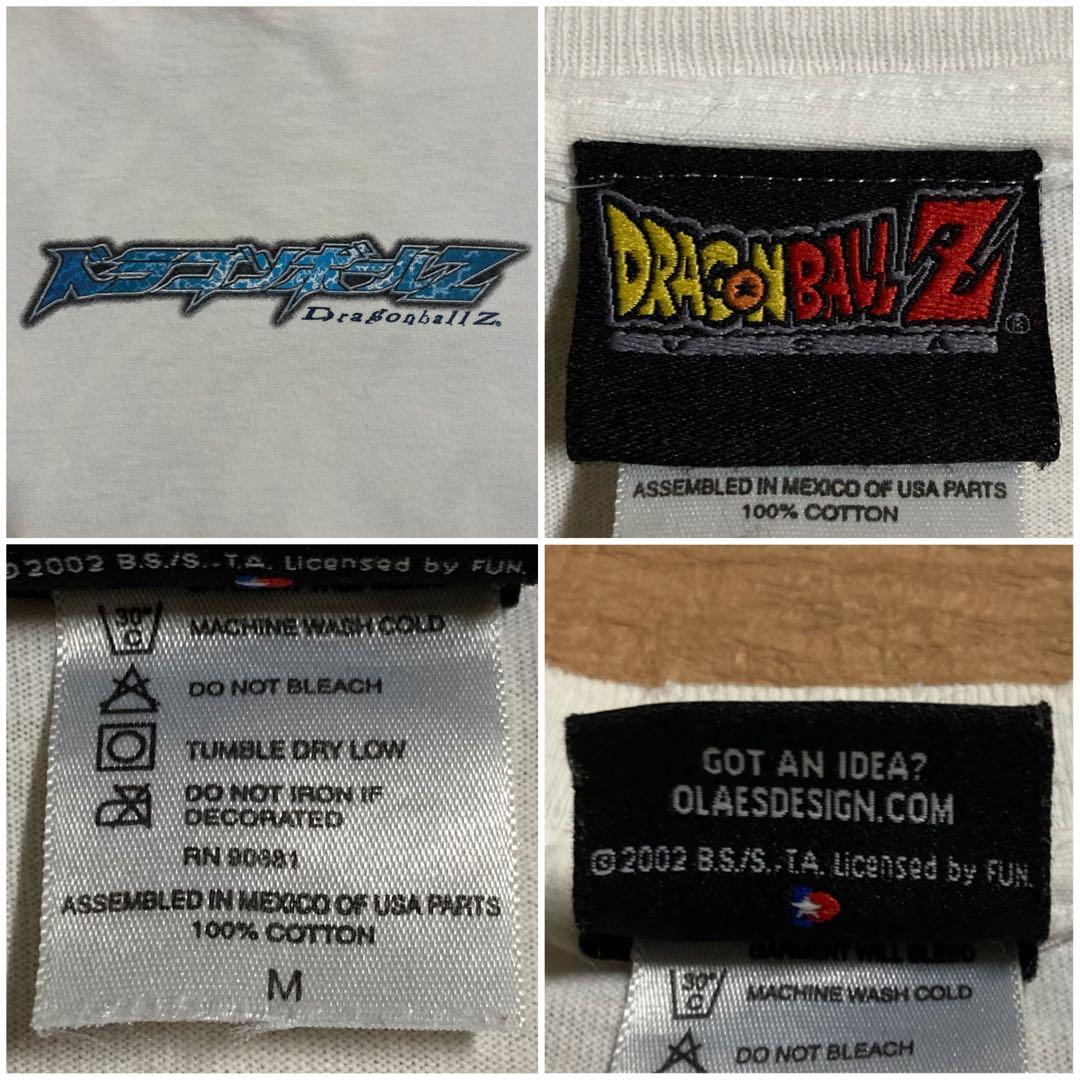 ドラゴンボールZ
Dragonball Z.
DRAGON BALL Z®
USA
ASSEMBLED IN MEXICO OF USA PARTS
100% COTTON
2002 B.S./S.-T.A. Licensed by FUN.
30°
C
MACHINE WASH COLD
DO NOT BLEACH
TUMBLE DRY LOW
DO NOT IRON IF
DECORATED
RN 90681
ASSEMBLED IN MEXICO OF USA PARTS
100% COTTON
M
GOT AN IDEA?
OLAESDESIGN.COM
©2002 B.S./S.-T.A. Licensed by FUN.
GARMENT WILL BLEED
30°
C
MACHINE WASH COLD
DO NOT BLEACH